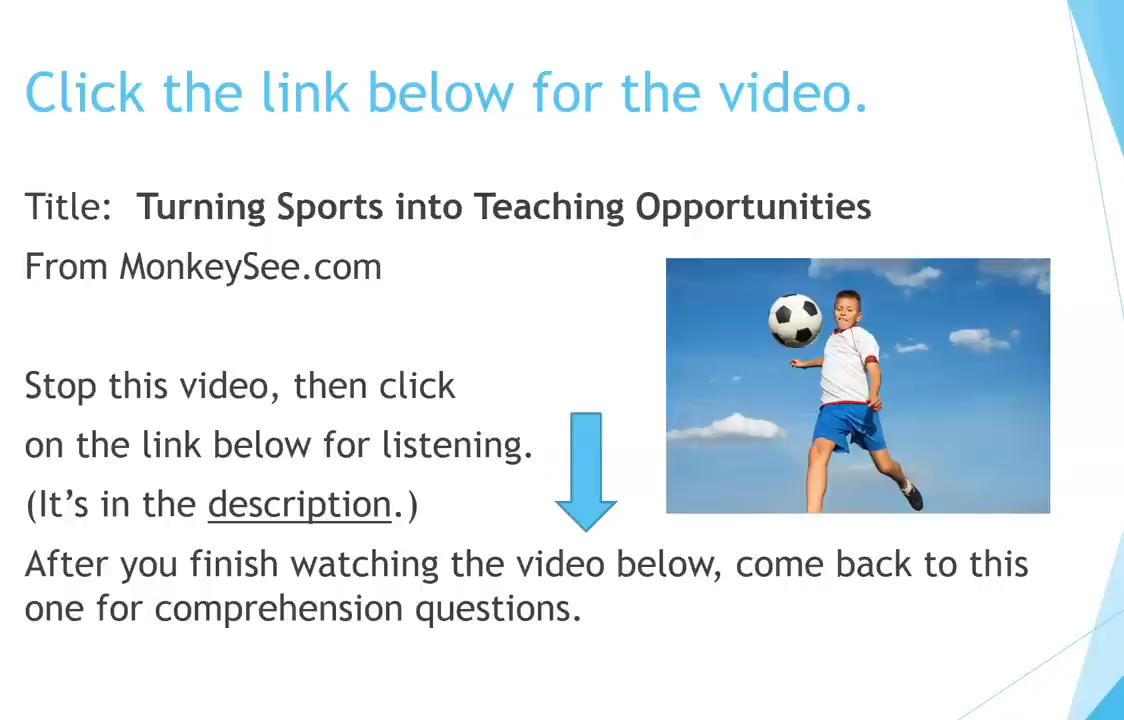 Click the link below for the video.
Title: Turning Sports into Teaching Opportunities
From MonkeySee.com
Stop this video, then click
on the link below for listening.
(It’s in the description.)
After you finish watching the video below, come back to this
one for comprehension questions.